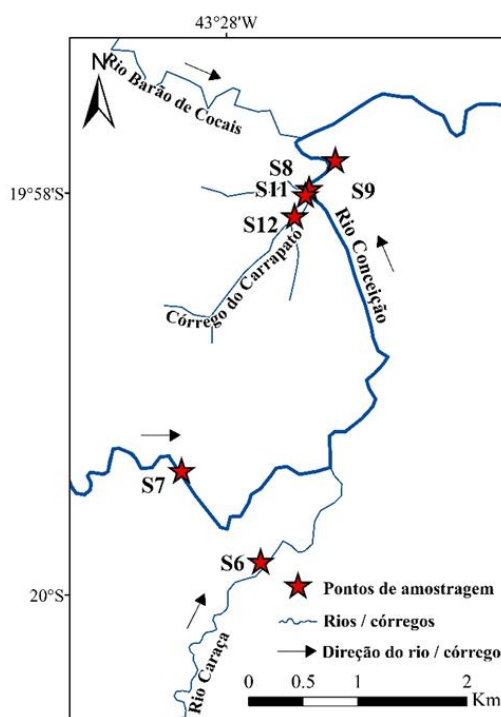 43°28'W
N
Rio Barão de Cocais
19°58'S
S8
S11
S9
S12
Córrego do Carrapato
Rio Conceição
S7
S6
20°S
Rio Caraça
Pontos de amostragem
Rios / córregos
Direção do rio / córrego
0 0.5 1 2
Km